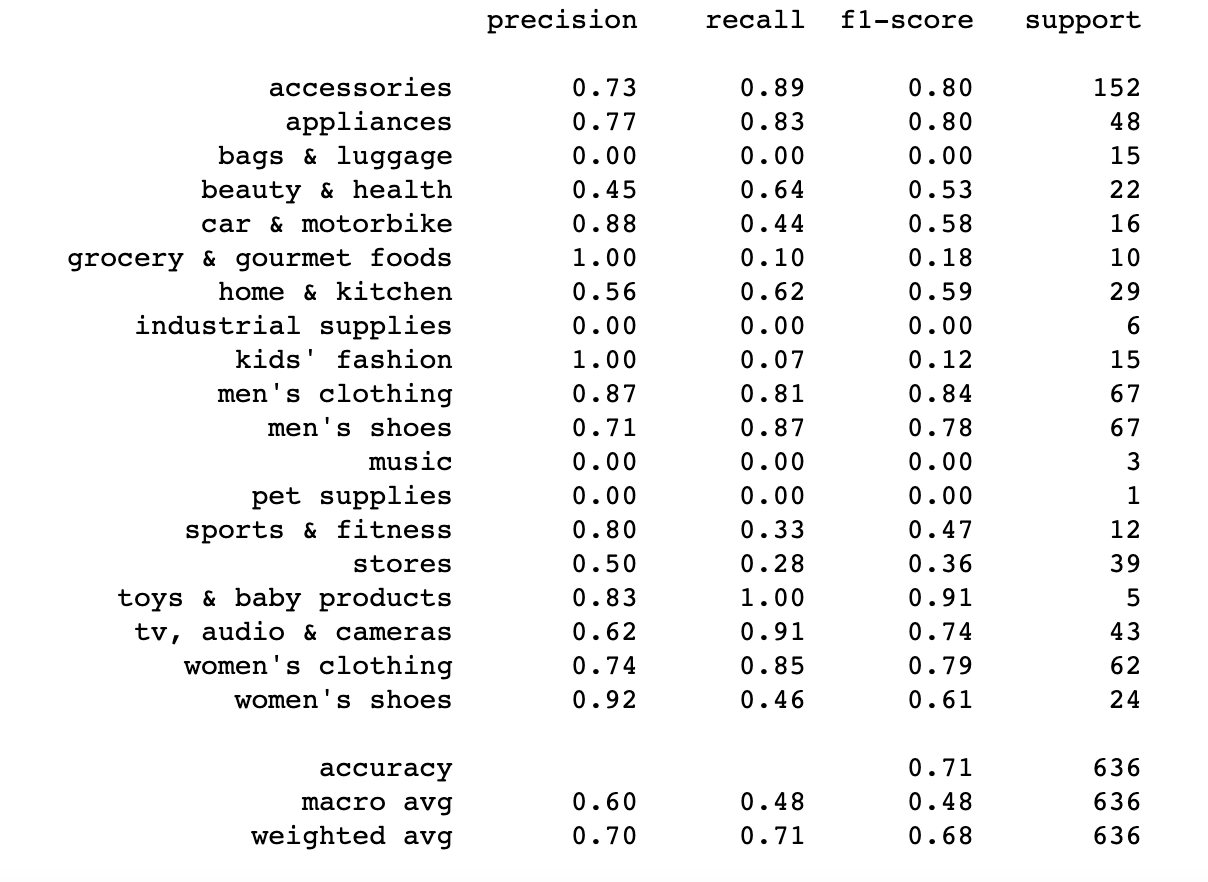 precision recall f1-score support
accessories 0.73 0.89 0.80 152
appliances 0.77 0.83 0.80 48
bags & luggage 0.00 0.00 0.00 15
beauty & health 0.45 0.64 0.53 22
car & motorbike 0.88 0.44 0.58 16
grocery & gourmet foods 1.00 0.10 0.18 10
home & kitchen 0.56 0.62 0.59 29
industrial supplies 0.00 0.00 0.00 6
kids' fashion 1.00 0.07 0.12 15
men's clothing 0.87 0.81 0.84 67
men's shoes 0.71 0.87 0.78 67
music 0.00 0.00 0.00 3
pet supplies 0.00 0.00 0.00 1
sports & fitness 0.80 0.33 0.47 12
stores 0.50 0.28 0.36 39
toys & baby products 0.83 1.00 0.91 5
tv, audio & cameras 0.62 0.91 0.74 43
women's clothing 0.74 0.85 0.79 62
women's shoes 0.92 0.46 0.61 24
accuracy 0.71 636
macro avg 0.60 0.48 0.48 636
weighted avg 0.70 0.71 0.68 636